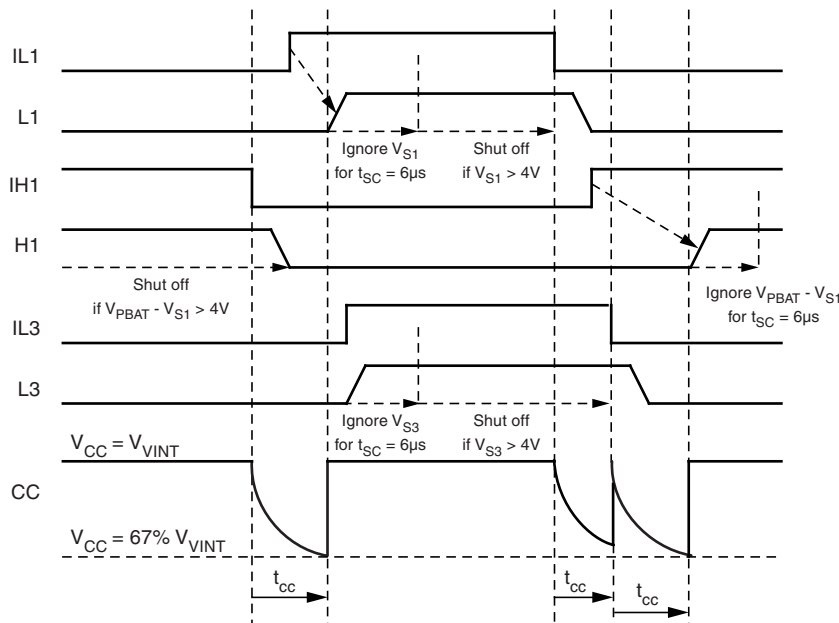 IL1
L1
Ignore VS1
for tSC = 6µs
Shut off
if VS1 > 4V
IH1
H1
Shut off
if VPBAT - VS1 > 4V
Ignore VPBAT - VS1
for tSC = 6µs
IL3
L3
Ignore VS3
for tSC = 6µs
Shut off
if VS3 > 4V
VCC = VVINT
CC
VCC = 67% VVINT
tcc
tcc
tcc